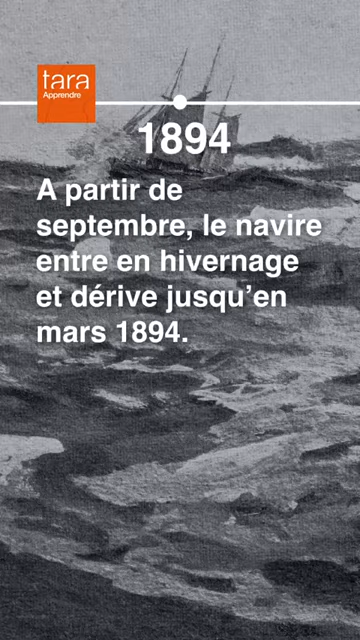 tara
Apprendre
1894
A partir de
septembre, le navire
entre en hivernage
et dérive jusqu'en
mars 1894.